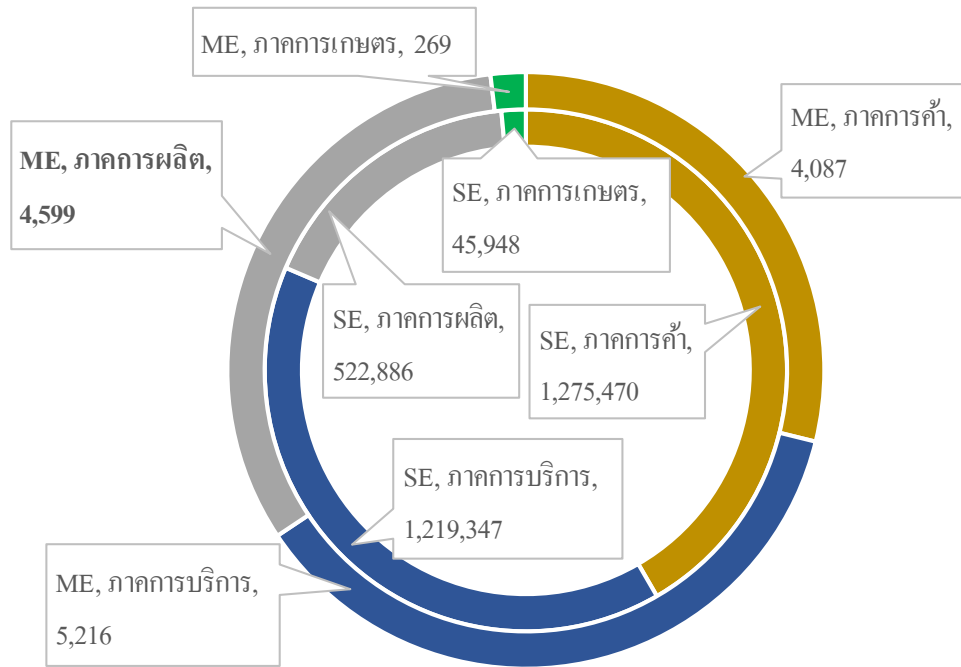 ME, ภาคการเกษตร, 269
ME, ภาคการค้า,
4,087
ME, ภาคการผลิต,
4,599
SE, ภาคการเกษตร,
45,948
SE, ภาคการผลิต,
522,886
SE, ภาคการค้า,
1,275,470
SE, ภาคการบริการ,
1,219,347
ME, ภาคการบริการ,
5,216